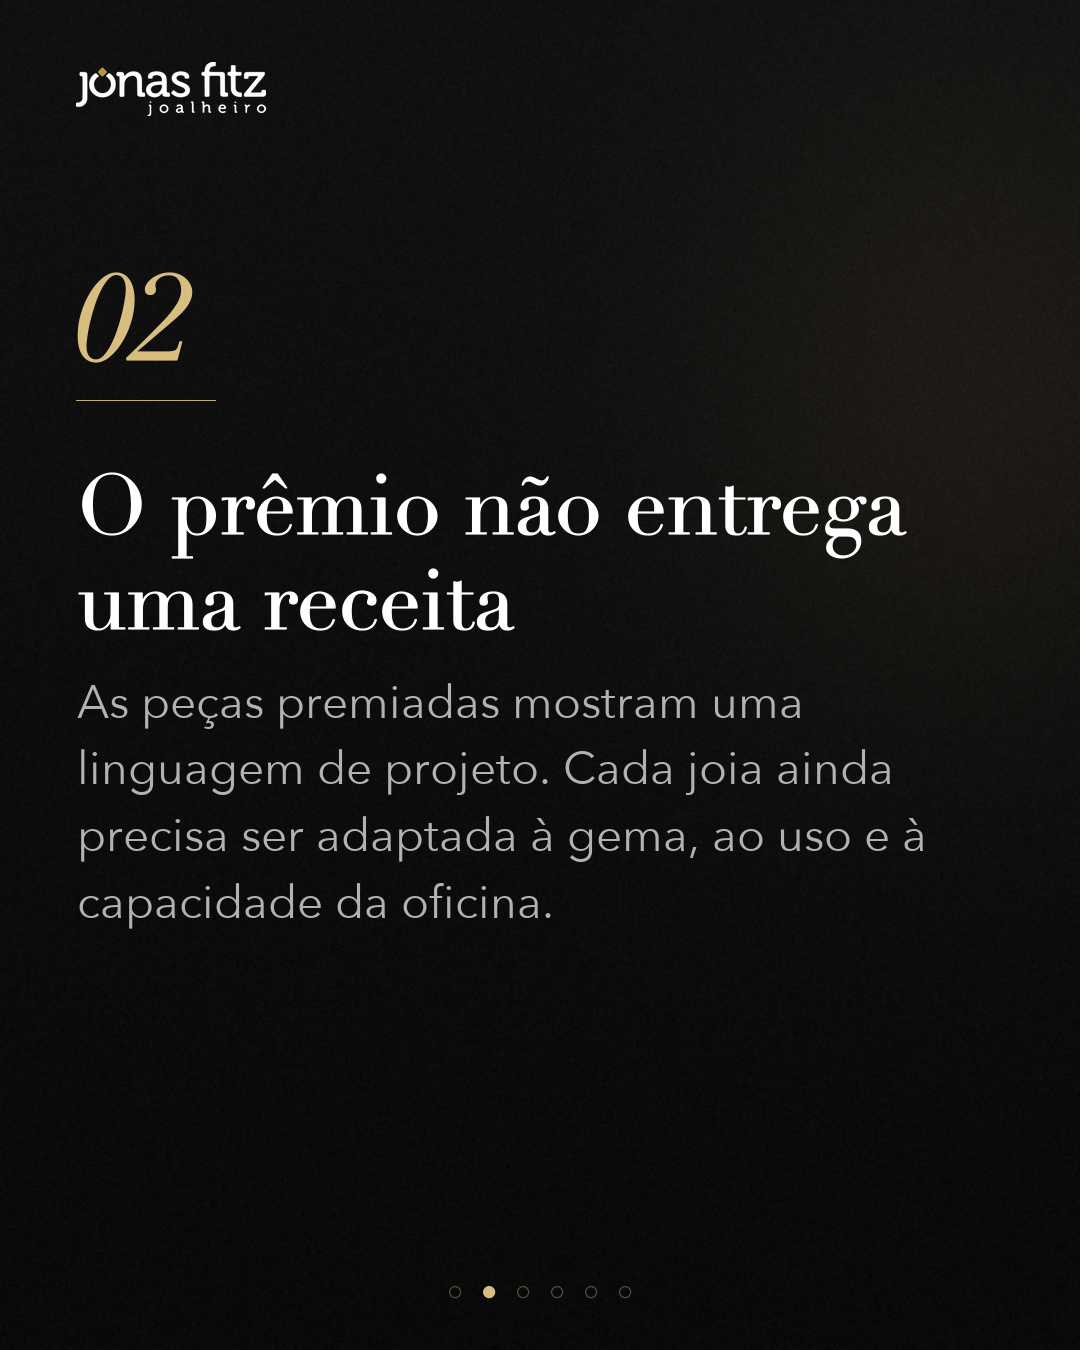 jonas fitz
joalheiro
02
O prêmio não entrega
uma receita
As peças premiadas mostram uma
linguagem de projeto. Cada joia ainda
precisa ser adaptada à gema, ao uso e à
capacidade da oficina.